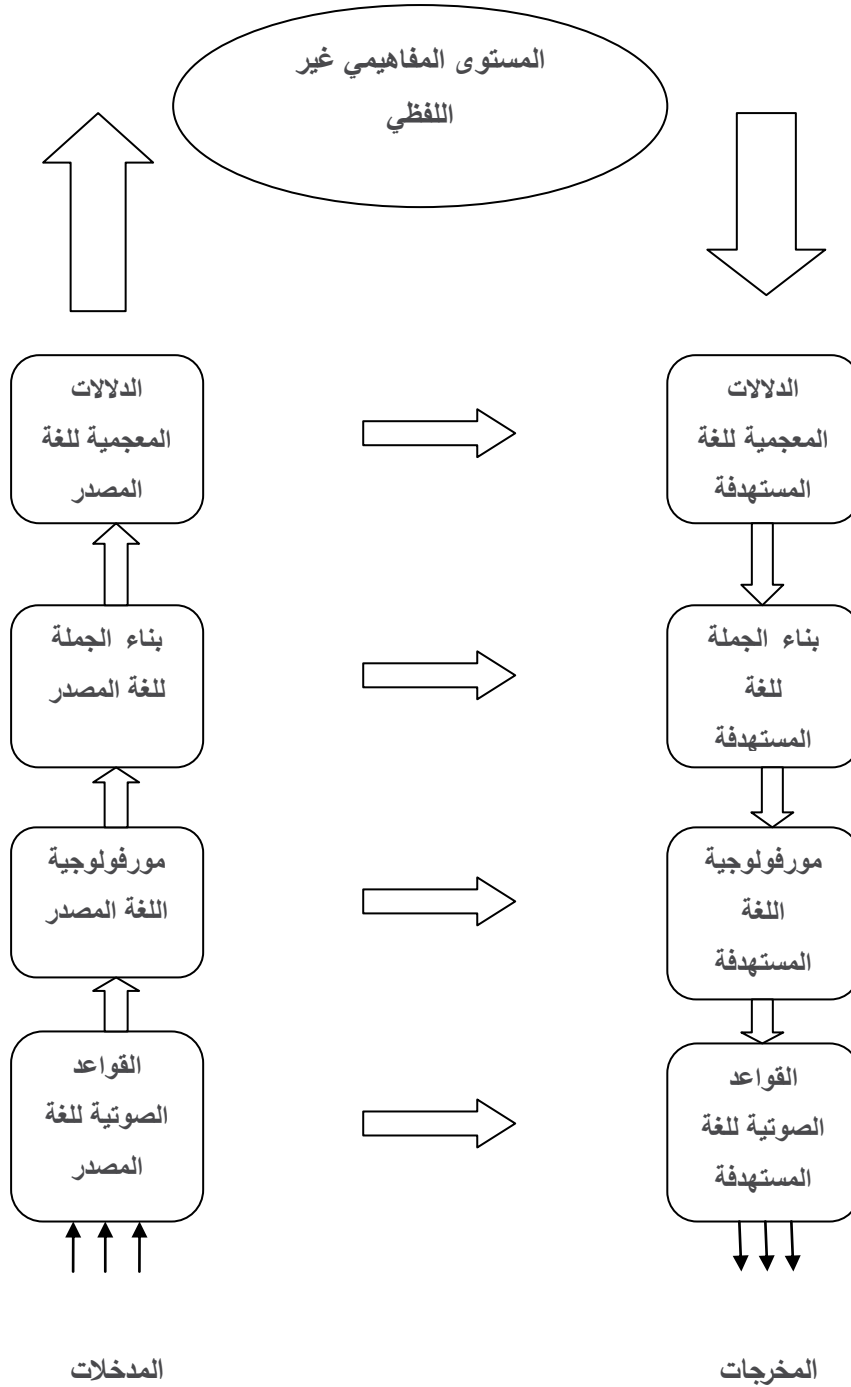 المستوى المفاهيمي غير
اللفظي
الدلالات
المعجمية للغة
المصدر
الدلالات
المعجمية للغة
المستهدفة
بناء الجملة
للغة المصدر
بناء الجملة
للغة
المستهدفة
مورفولوجية
اللغة المصدر
مورفولوجية
اللغة
المستهدفة
القواعد
الصوتية للغة
المصدر
القواعد
الصوتية للغة
المستهدفة
المدخلات
المخرجات